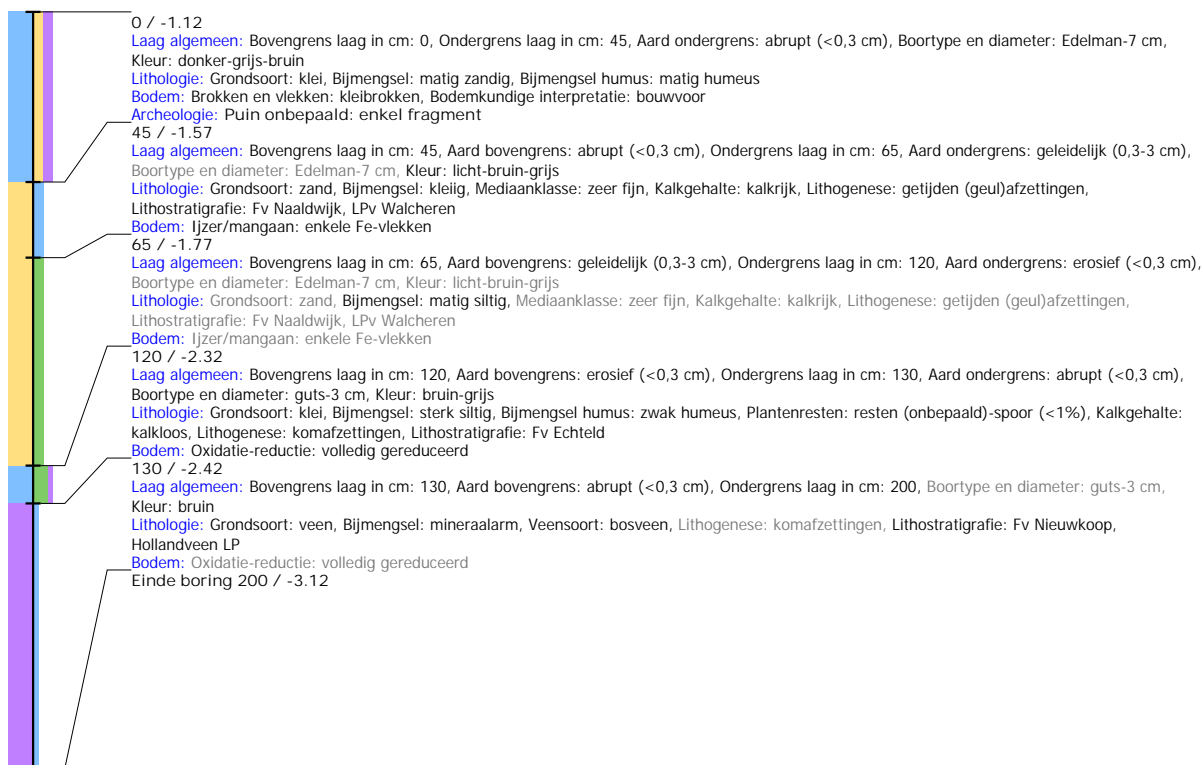 0 / -1.12
Laag algemeen: Bovengrens laag in cm: 0, Ondergrens laag in cm: 45, Aard ondergrens: abrupt (<0,3 cm), Boortype en diameter: Edelman-7 cm,
Kleur: donker-grijs-bruin
Lithologie: Grondsoort: klei, Bijmengsel: matig zandig, Bijmengsel humus: matig humeus
Bodem: Brokken en vlekken: kleibrokken, Bodemkundige interpretatie: bouwvoor
Archeologie: Puin onbepaald: enkel fragment
45 / -1.57
Laag algemeen: Bovengrens laag in cm: 45, Aard bovengrens: abrupt (<0,3 cm), Ondergrens laag in cm: 65, Aard ondergrens: geleidelijk (0,3-3 cm),
Boortype en diameter: Edelman-7 cm, Kleur: licht-bruin-grijs
Lithologie: Grondsoort: zand, Bijmengsel: kleiig, Mediaanklasse: zeer fijn, Kalkgehalte: kalkrijk, Lithogenese: getijden (geul)afzettingen,
Lithostratigrafie: Fv Naaldwijk, LPv Walcheren
Bodem: Ijzer/mangaan: enkele Fe-vlekken
65 / -1.77
Laag algemeen: Bovengrens laag in cm: 65, Aard bovengrens: geleidelijk (0,3-3 cm), Ondergrens laag in cm: 120, Aard ondergrens: erosief (<0,3 cm),
Boortype en diameter: Edelman-7 cm, Kleur: licht-bruin-grijs
Lithologie: Grondsoort: zand, Bijmengsel: matig siltig, Mediaanklasse: zeer fijn, Kalkgehalte: kalkrijk, Lithogenese: getijden (geul)afzettingen,
Lithostratigrafie: Fv Naaldwijk, LPv Walcheren
Bodem: Ijzer/mangaan: enkele Fe-vlekken
120 / -2.32
Laag algemeen: Bovengrens laag in cm: 120, Aard bovengrens: erosief (<0,3 cm), Ondergrens laag in cm: 130, Aard ondergrens: abrupt (<0,3 cm),
Boortype en diameter: guts-3 cm, Kleur: bruin-grijs
Lithologie: Grondsoort: klei, Bijmengsel: sterk siltig, Bijmengsel humus: zwak humeus, Plantenresten: resten (onbepaald)-spoor (<1%), Kalkgehalte:
kalkloos, Lithogenese: komafzettingen, Lithostratigrafie: Fv Echteld
Bodem: Oxidatie-reductie: volledig gereduceerd
130 / -2.42
Laag algemeen: Bovengrens laag in cm: 130, Aard bovengrens: abrupt (<0,3 cm), Ondergrens laag in cm: 200, Boortype en diameter: guts-3 cm,
Kleur: bruin
Lithologie: Grondsoort: veen, Bijmengsel: mineraalarm, Veensoort: bosveen, Lithogenese: komafzettingen, Lithostratigrafie: Fv Nieuwkoop,
Hollandveen LP
Bodem: Oxidatie-reductie: volledig gereduceerd
Einde boring 200 / -3.12